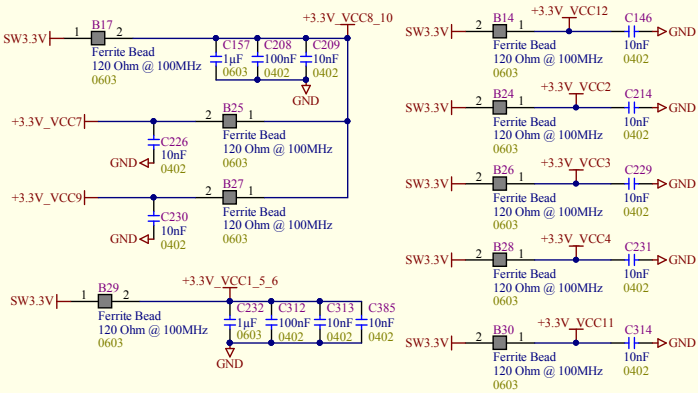 +3.3V_VCC8_10
B17
SW3.3V 1 2
Ferrite Bead
120 Ohm @ 100MHz
0603
C157 C208 C209
1µF 100nF 10nF
0603 0402 0402
GND
B25
+3.3V_VCC7 2 1
Ferrite Bead
120 Ohm @ 100MHz
0603
C226
10nF
GND 0402
B27
+3.3V_VCC9 2 1
Ferrite Bead
120 Ohm @ 100MHz
0603
C230
10nF
GND 0402
+3.3V_VCC1_5_6
B29
SW3.3V 1 2
Ferrite Bead
120 Ohm @ 100MHz
0603
C232 C312 C313 C385
1µF 100nF 10nF 10nF
0603 0402 0402 0402
GND
+3.3V_VCC12
B14 C146
SW3.3V 2 1 GND
Ferrite Bead 10nF
120 Ohm @ 100MHz 0402
0603
+3.3V_VCC2
B24 C214
SW3.3V 2 1 GND
Ferrite Bead 10nF
120 Ohm @ 100MHz 0402
0603
+3.3V_VCC3
B26 C229
SW3.3V 2 1 GND
Ferrite Bead 10nF
120 Ohm @ 100MHz 0402
0603
+3.3V_VCC4
B28 C231
SW3.3V 2 1 GND
Ferrite Bead 10nF
120 Ohm @ 100MHz 0402
0603
+3.3V_VCC11
B30 C314
SW3.3V 2 1 GND
Ferrite Bead 10nF
120 Ohm @ 100MHz 0402
0603